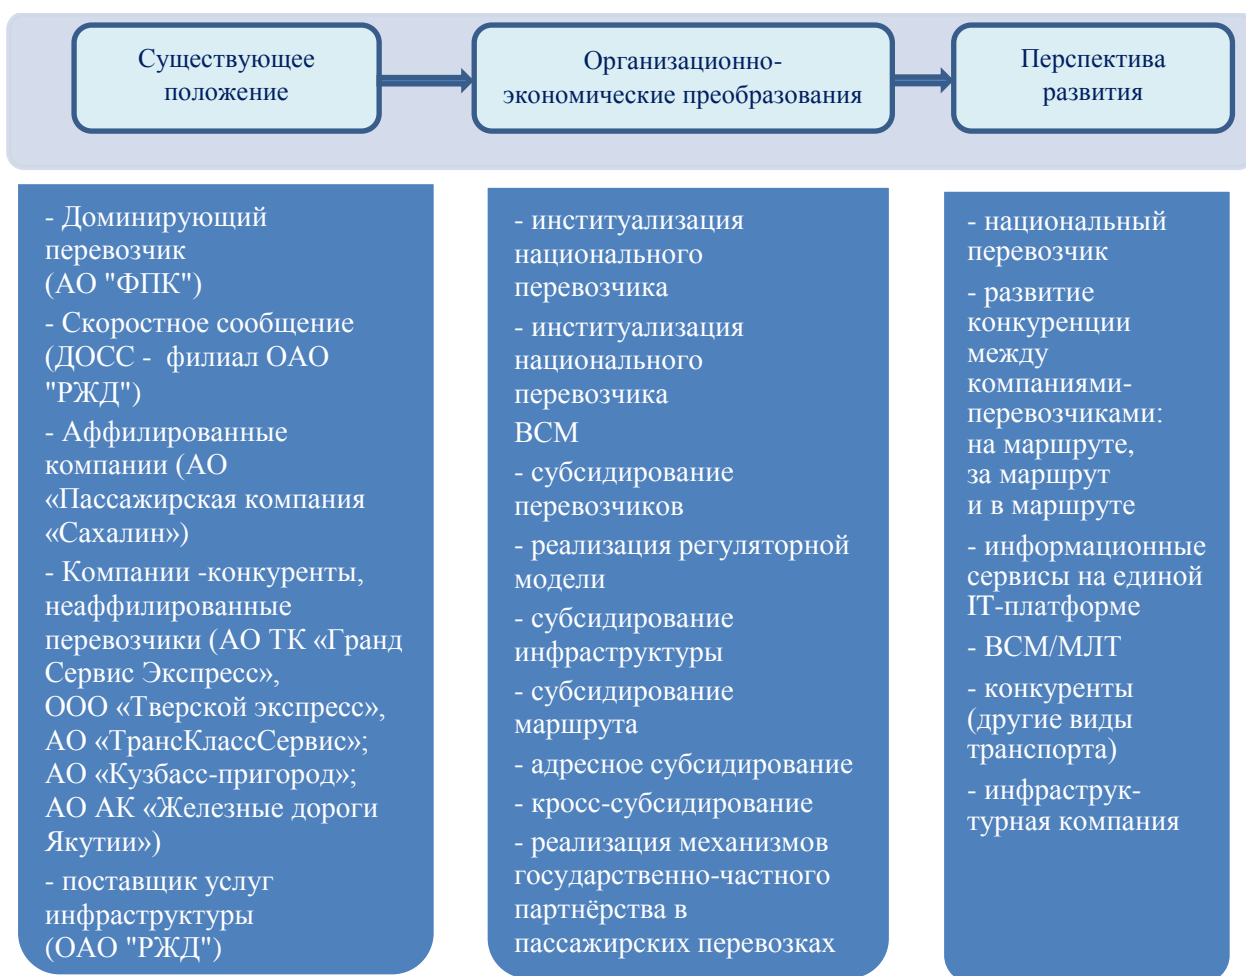 Существующее
положение
Организационно-
экономические преобразования
Перспектива
развития
- Доминирующий
перевозчик
(АО "ФПК")
- Скоростное сообщение
(ДОСС - филиал ОАО
"РЖД")
- Аффилированные
компании (АО
«Пассажирская компания
«Сахалин»)
- Компании -конкуренты,
неаффилированные
перевозчики (АО ТК «Гранд
Сервис Экспресс»,
ООО «Тверской экспресс»,
АО «ТрансКлассСервис»;
АО «Кузбасс-пригород»;
АО АК «Железные дороги
Якутии»)
- поставщик услуг
инфраструктуры
(ОАО "РЖД")
- институализация
национального
перевозчика
- институализация
национального
перевозчика
ВСМ
- субсидирование
перевозчиков
- реализация регуляторной
модели
- субсидирование
инфраструктуры
- субсидирование
маршрута
- адресное субсидирование
- кросс-субсидирование
- реализация механизмов
государственно-частного
партнёрства в
пассажирских перевозках
- национальный
перевозчик
- развитие
конкуренции
между
компаниями-
перевозчиками:
на маршруте,
за маршрут
и в маршруте
- информационные
сервисы на единой
IT-платформе
- ВСМ/МЛТ
- конкуренты
(другие виды
транспорта)
- инфраструк-
турная компания